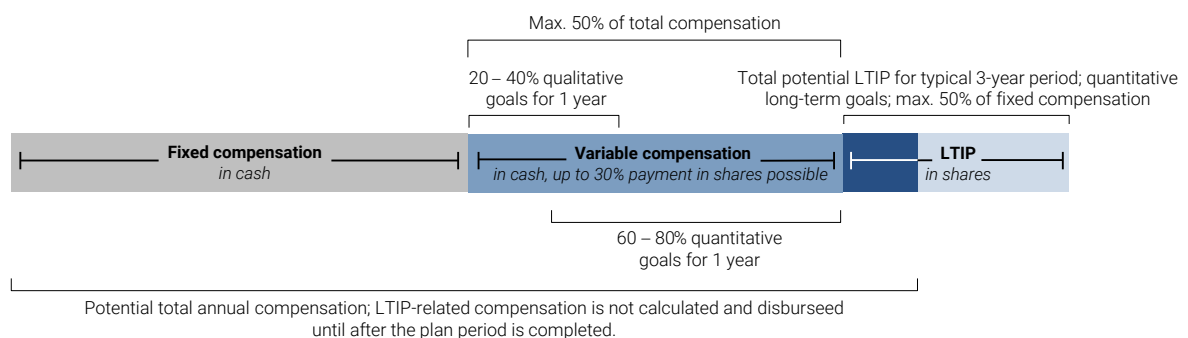 Max. 50% of total compensation
20 – 40% qualitative
goals for 1 year
Total potential LTIP for typical 3-year period; quantitative
long-term goals; max. 50% of fixed compensation
Fixed compensation
in cash
Variable compensation
in cash, up to 30% payment in shares possible
LTIP
in shares
60 – 80% quantitative
goals for 1 year
Potential total annual compensation; LTIP-related compensation is not calculated and disburseed
until after the plan period is completed.